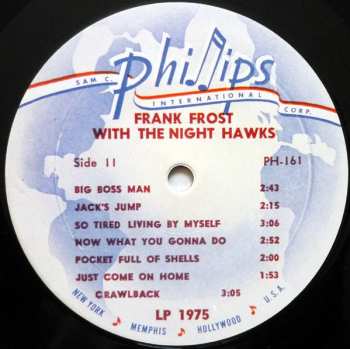 SAM C. phillips INTERNATIONAL CORP.
FRANK FROST
WITH THE NIGHT HAWKS
Side 11 PH-161
BIG BOSS MAN 2:43
JACK'S JUMP 2:15
SO TIRED LIVING BY MYSELF 3:06
NOW WHAT YOU GONNA DO 2:52
POCKET FULL OF SHELLS 2:00
JUST COME ON HOME 1:53
CRAWLBACK 3:05
LP 1975
NEW YORK MEMPHIS HOLLYWOOD U.S.A.